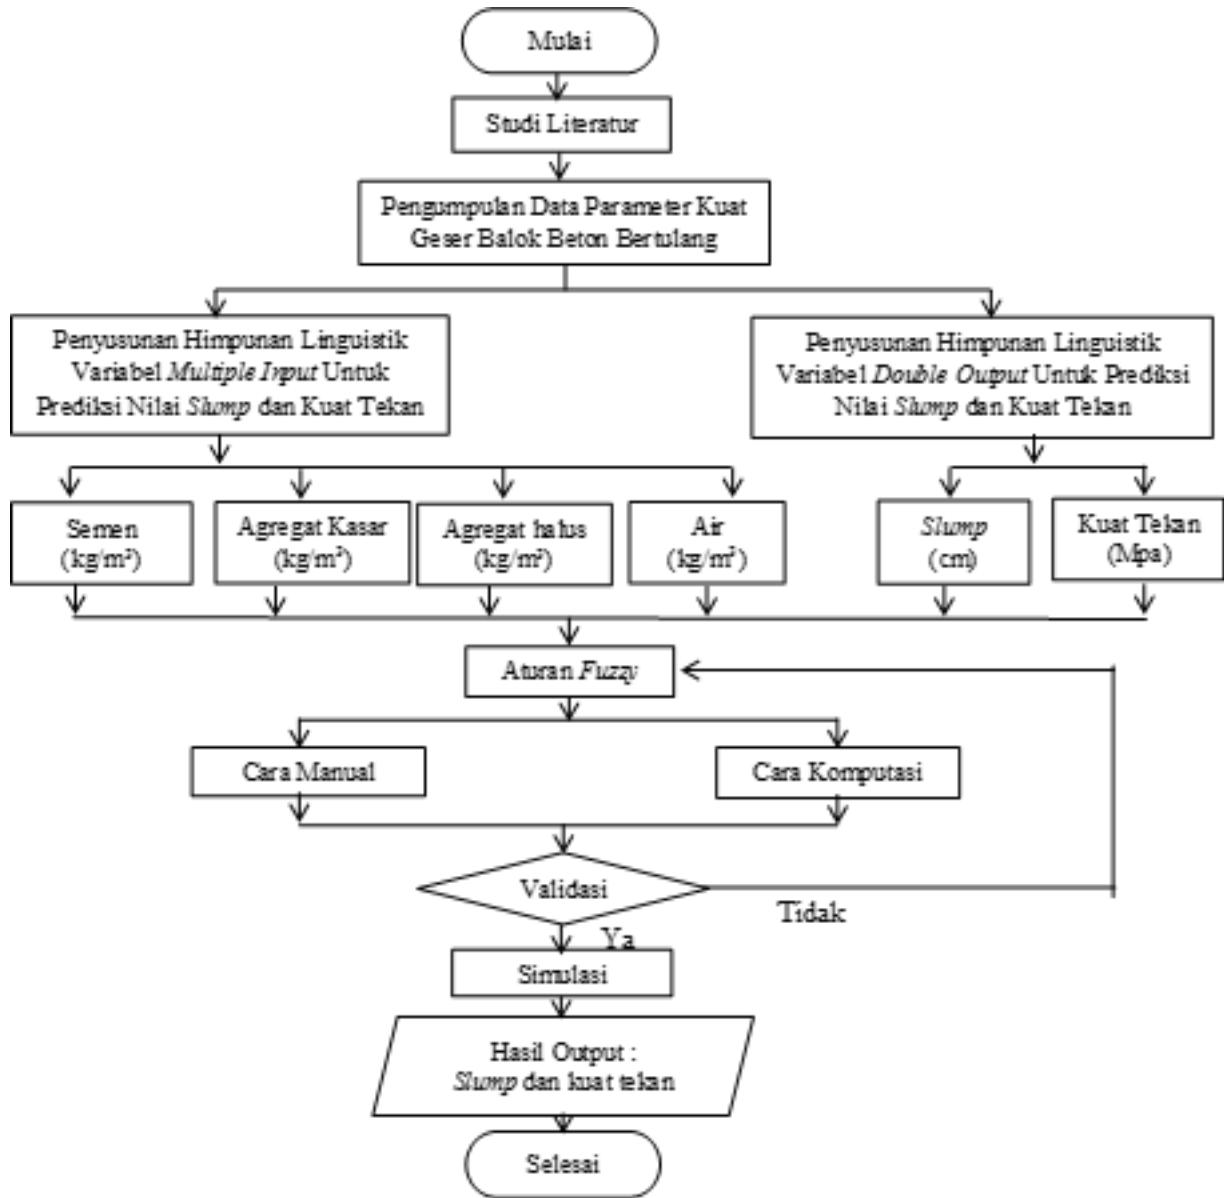 Mulai
Studi Literatur
Pengumpulan Data Parameter Kuat
Geser Balok Beton Bertulang
Penyusunan Himpunan Linguistik
Variabel Multiple Input Untuk
Prediksi Nilai Slump dan Kuat Tekan
Penyusunan Himpunan Linguistik
Variabel Double Output Untuk Prediksi
Nilai Slump dan Kuat Tekan
Semen
(kg/m³)
Agregat Kasar
(kg/m³)
Agregat halus
(kg/m³)
Air
(kg/m³)
Slump
(cm)
Kuat Tekan
(Mpa)
Aturan Fuzzy
Cara Manual
Cara Komputasi
Validasi
Tidak
Ya
Simulasi
Hasil Output :
Slump dan kuat tekan
Selesai